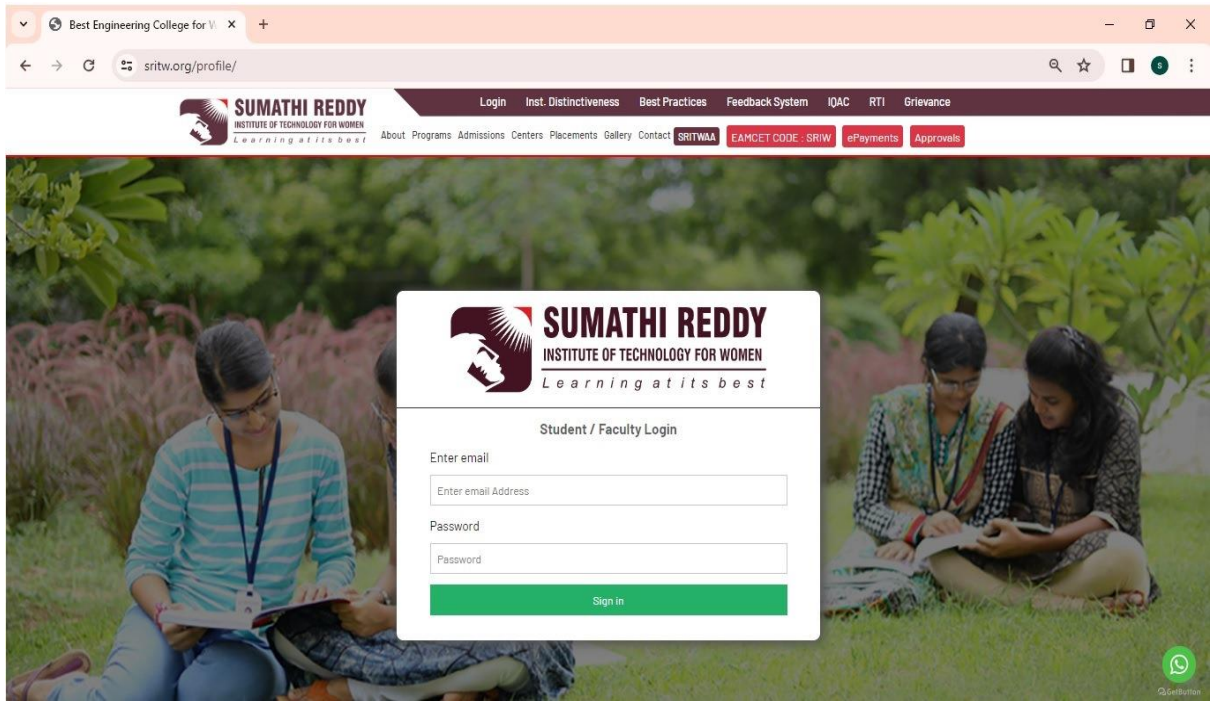 Best Engineering College for W
sritw.org/profile/
S
SUMATHI REDDY
INSTITUTE OF TECHNOLOGY FOR WOMEN
Learning at its best
Login Inst. Distinctiveness Best Practices Feedback System IQAC RTI Grievance
About Programs Admissions Centers Placements Gallery Contact SRITWAA EAMCET CODE : SRIW ePayments Approvals
SUMATHI REDDY
INSTITUTE OF TECHNOLOGY FOR WOMEN
Learning at its best
Student / Faculty Login
Enter email
Enter email Address
Password
Password
Sign in
GetButton